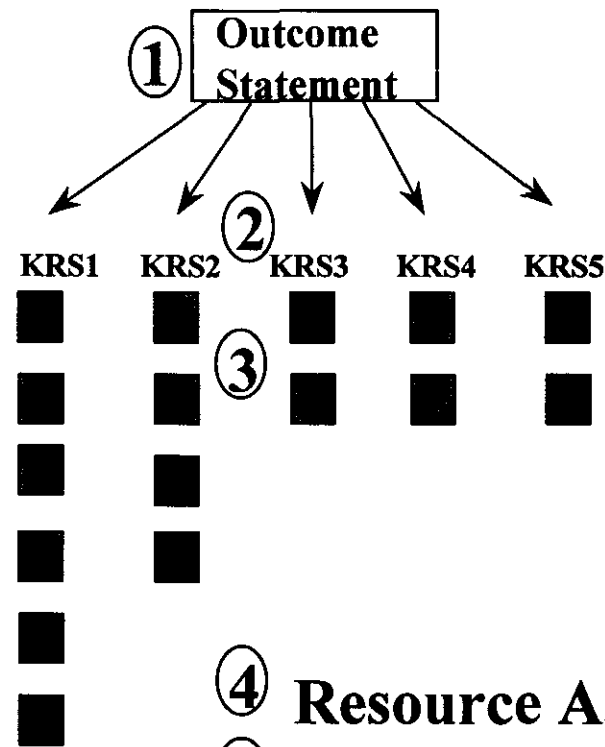 1 Outcome
Statement
2
KRS1 KRS2 KRS3 KRS4 KRS5
3
4 Resource A